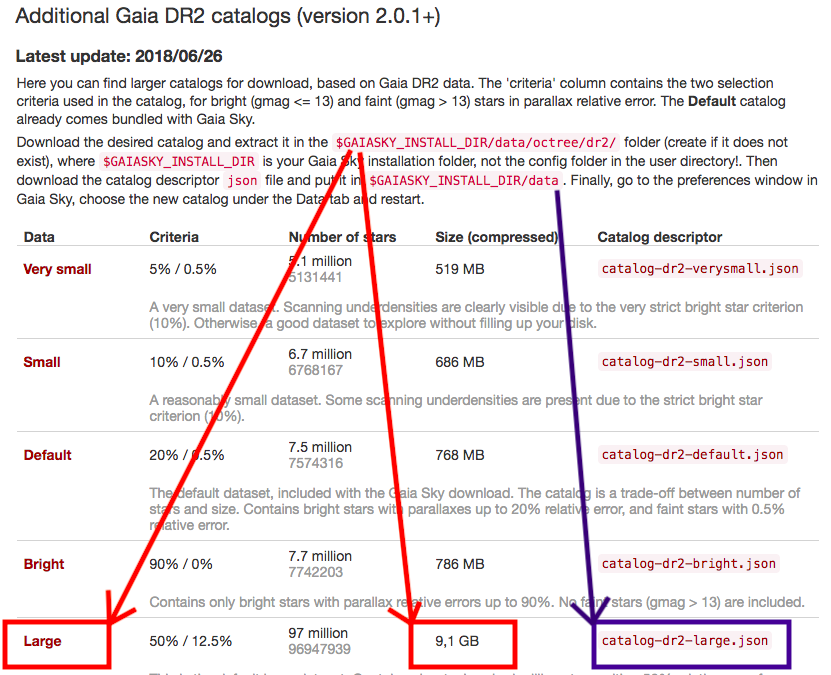 Additional Gaia DR2 catalogs (version 2.0.1+)
Latest update: 2018/06/26
Here you can find larger catalogs for download, based on Gaia DR2 data. The 'criteria' column contains the two selection
criteria used in the catalog, for bright (gmag <= 13) and faint (gmag > 13) stars in parallax relative error. The Default catalog
already comes bundled with Gaia Sky.
Download the desired catalog and extract it in the $GAIASKY_INSTALL_DIR/data/octree/dr2/ folder (create if it does not
exist), where $GAIASKY_INSTALL_DIR is your Gaia Sky installation folder, not the config folder in the user directory!. Then
download the catalog descriptor json file and put it in $GAIASKY_INSTALL_DIR/data . Finally, go to the preferences window in
Gaia Sky, choose the new catalog under the Data tab and restart.
Data Criteria Number of stars Size (compressed) Catalog descriptor
Very small 5% / 0.5% 5.1 million 519 MB catalog-dr2-verysmall.json
5131441
A very small dataset. Scanning underdensities are clearly visible due to the very strict bright star criterion
(10%). Otherwise, a good dataset to explore without filling up your disk.
Small 10% / 0.5% 6.7 million 686 MB catalog-dr2-small.json
6768167
A reasonably small dataset. Some scanning underdensities are present due to the strict bright star
criterion (10%).
Default 20% / 0.5% 7.5 million 768 MB catalog-dr2-default.json
7574316
The default dataset, included with the Gaia Sky download. The catalog is a trade-off between number of
stars and size. Contains bright stars with parallaxes up to 20% relative error, and faint stars with 0.5%
relative error.
Bright 90% / 0% 7.7 million 786 MB catalog-dr2-bright.json
7742203
Contains only bright stars with parallax relative errors up to 90%. No faint stars (gmag > 13) are included.
Large 50% / 12.5% 97 million 9,1 GB catalog-dr2-large.json
96947939